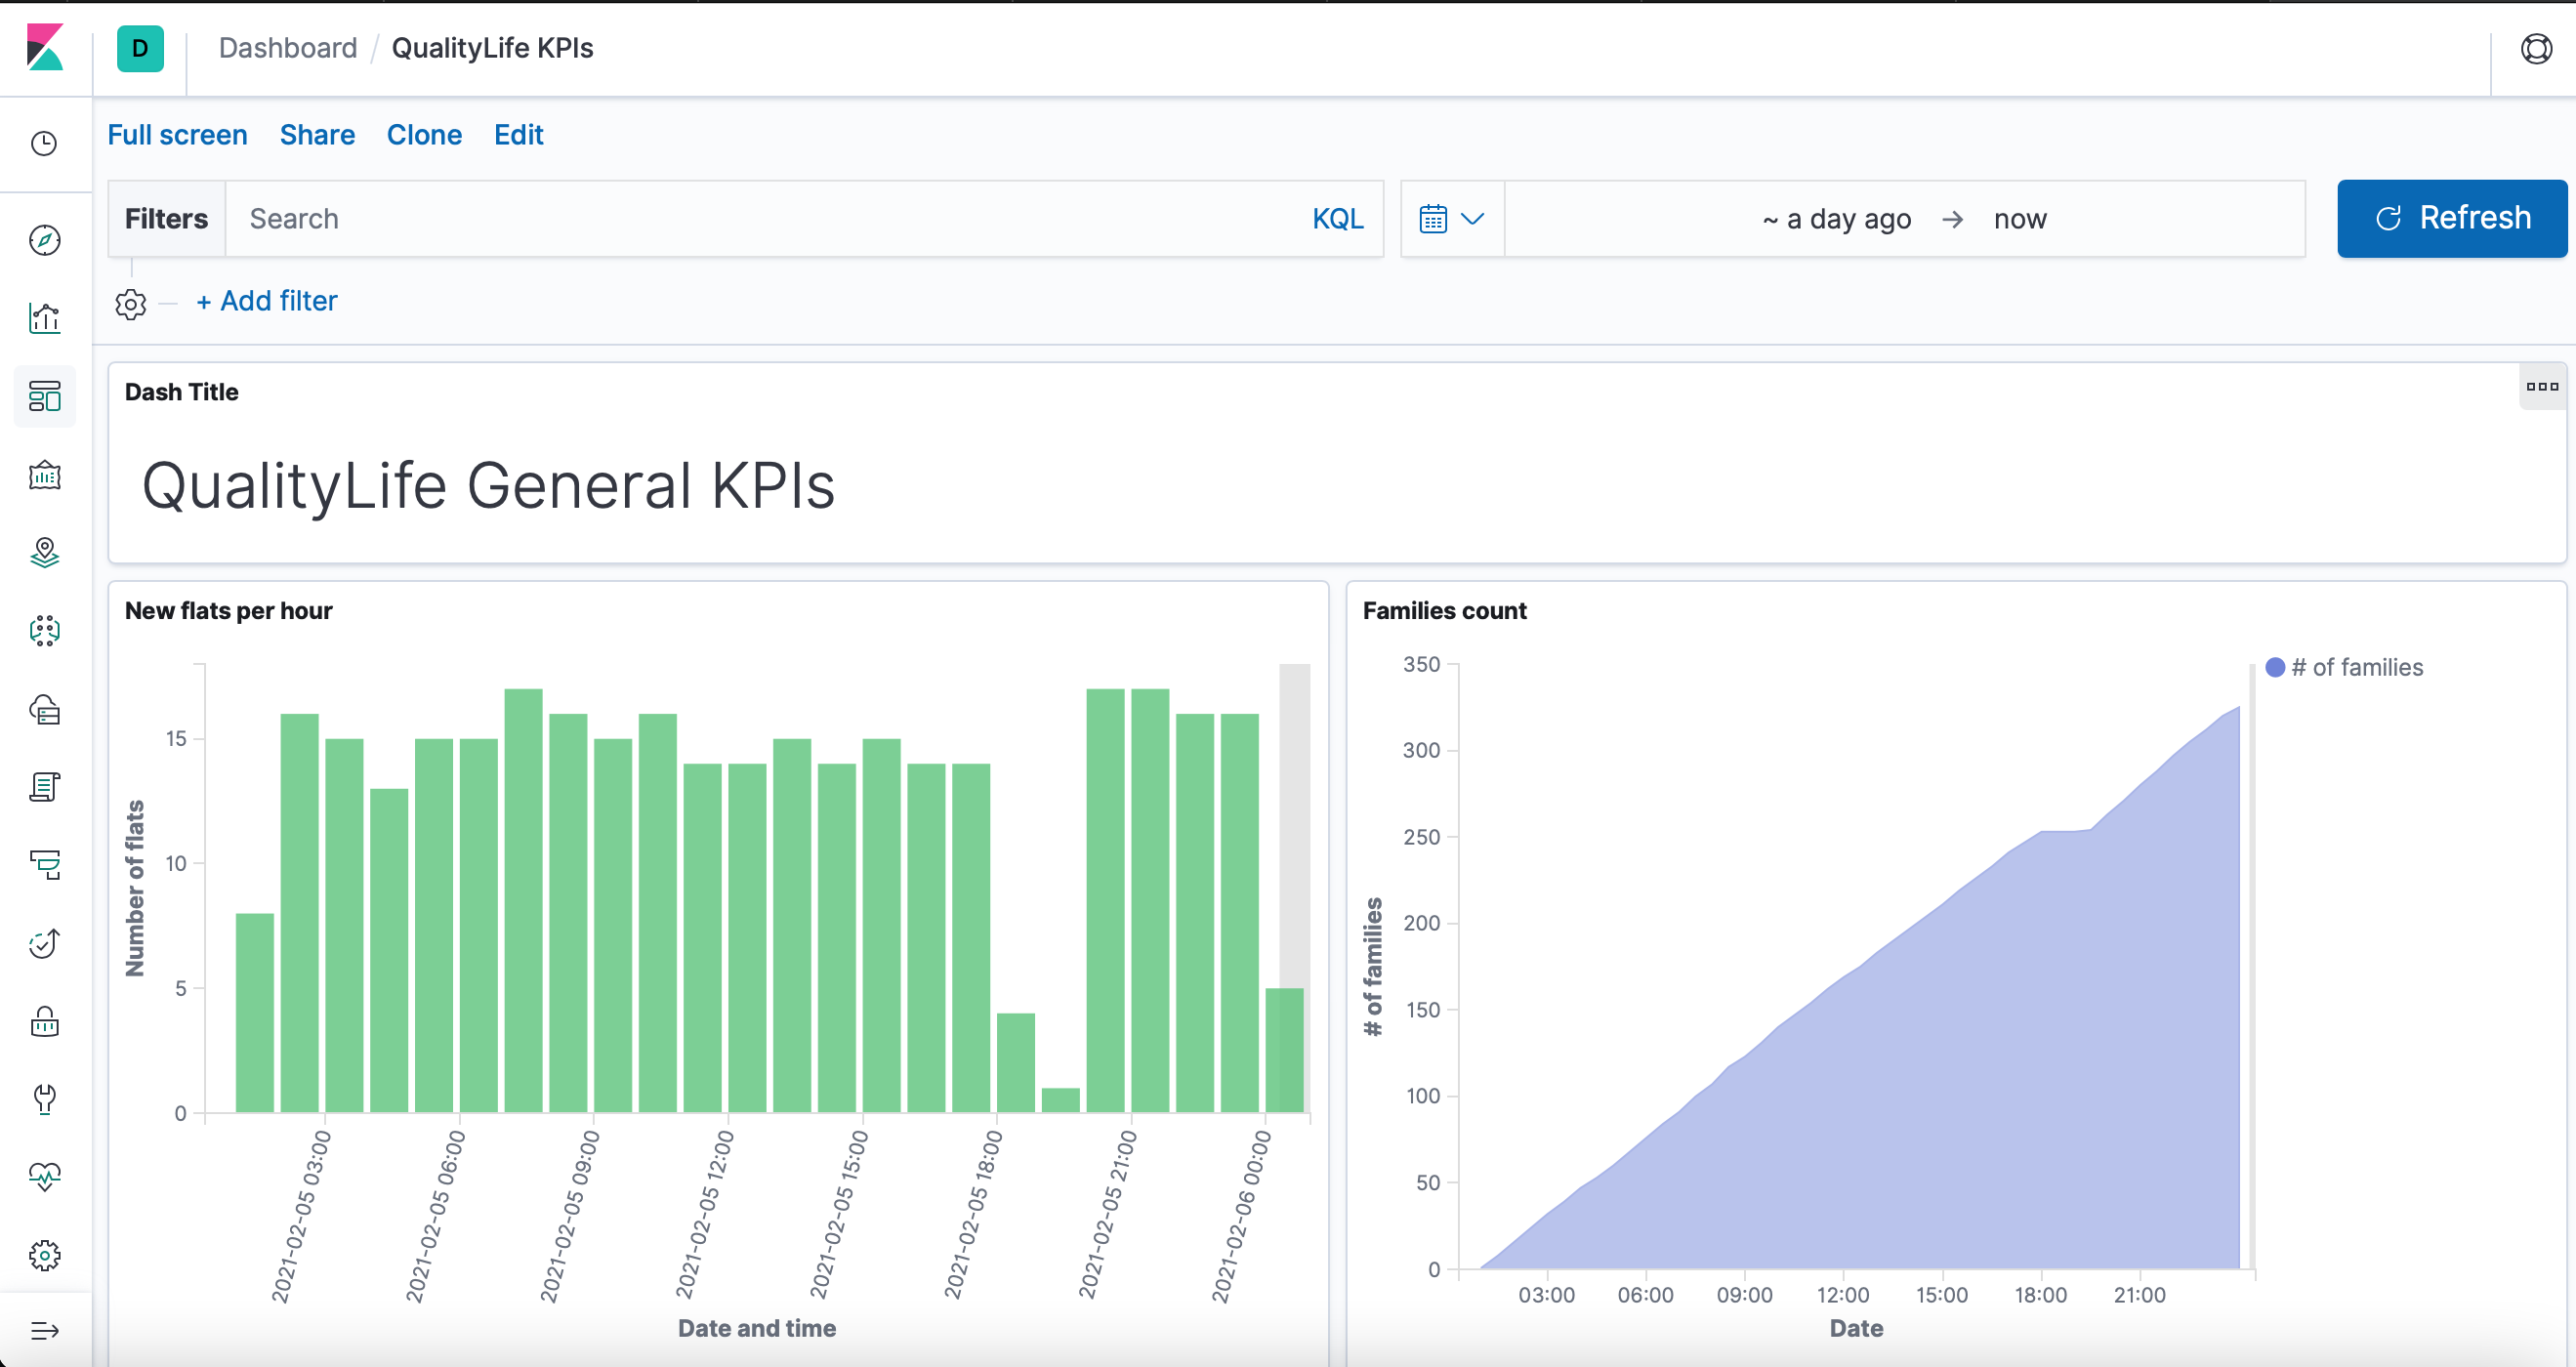 D Dashboard / QualityLife KPIs
Full screen Share Clone Edit
Filters Search KQL ~ a day ago → now Refresh
+ Add filter
Dash Title
QualityLife General KPIs
New flats per hour
15
10
5
0
Number of flats
2021-02-05 03:00
2021-02-05 06:00
2021-02-05 09:00
2021-02-05 12:00
2021-02-05 15:00
2021-02-05 18:00
2021-02-05 21:00
2021-02-06 00:00
Date and time
Families count
# of families
350
300
250
200
150
100
50
0
# of families
03:00 06:00 09:00 12:00 15:00 18:00 21:00
Date